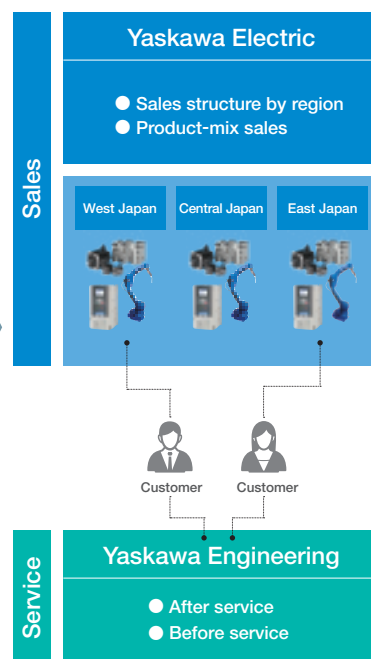 Yaskawa Electric
● Sales structure by region
● Product-mix sales
Sales
West Japan
Central Japan
East Japan
Customer
Customer
Service
Yaskawa Engineering
● After service
● Before service